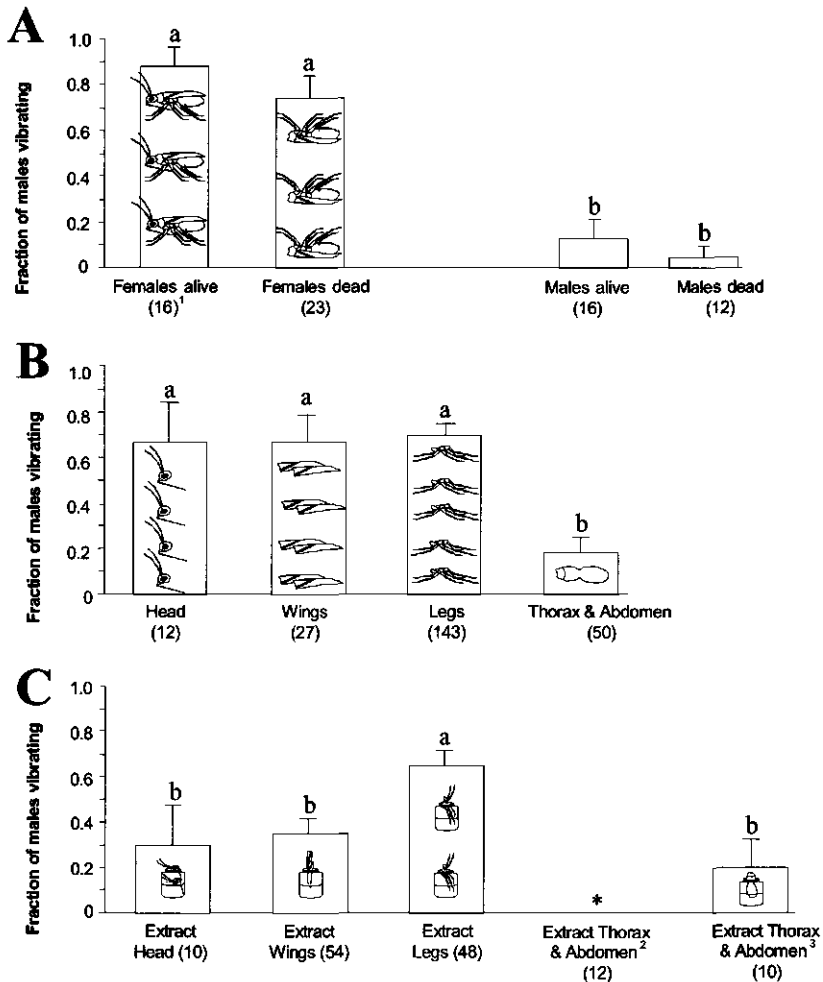 A
Fraction of males vibrating
1.0
0.8
0.6
0.4
0.2
0
a
a
b
b
Females alive
(16)¹
Females dead
(23)
Males alive
(16)
Males dead
(12)
B
Fraction of males vibrating
1.0
0.8
0.6
0.4
0.2
0
a
a
a
b
Head
(12)
Wings
(27)
Legs
(143)
Thorax & Abdomen
(50)
C
Fraction of males vibrating
1.0
0.8
0.6
0.4
0.2
0
b
b
a
*
b
Extract
Head (10)
Extract
Wings (54)
Extract
Legs (48)
Extract Thorax
& Abdomen²
(12)
Extract Thorax
& Abdomen³
(10)